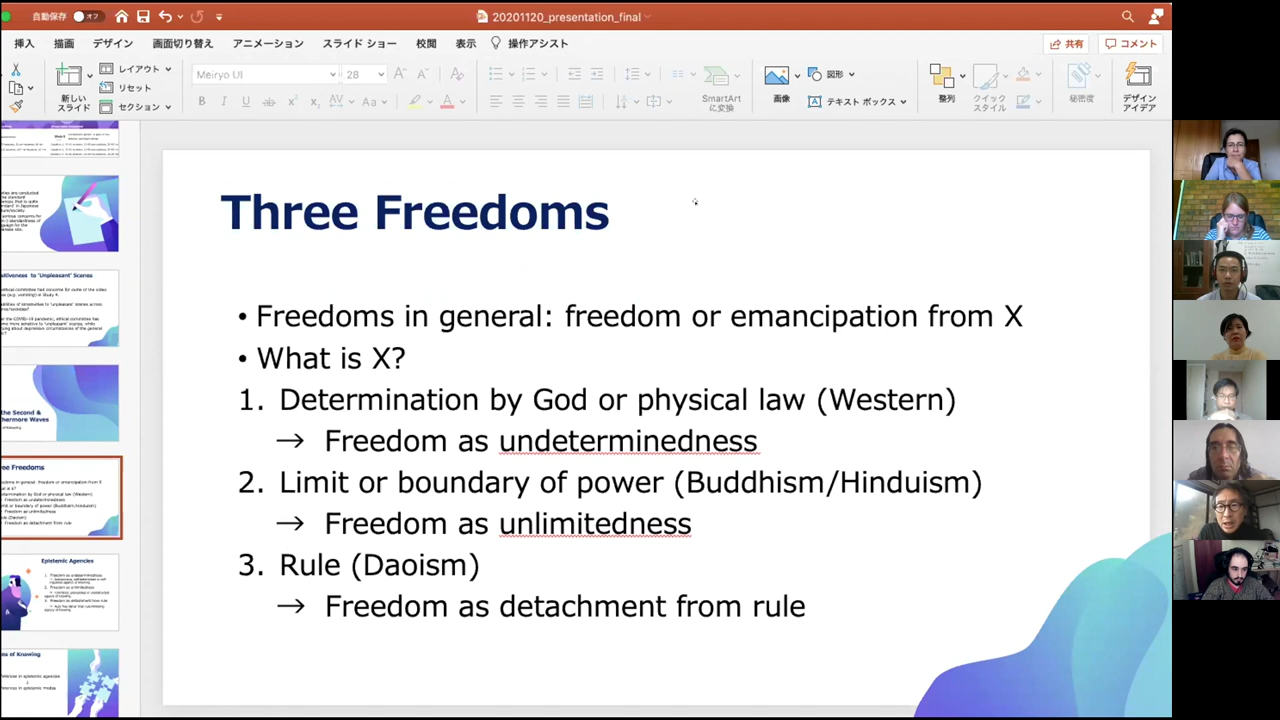 自動保存 オフ
20201120_presentation_final
挿入 描画 デザイン 画面切り替え アニメーション スライド ショー 校閲 表示 操作アシスト 共有 コメント
新しい
スライド
レイアウト
リセット
セクション
Meiryo UI 28
SmartArt
に変換
画像
図形
テキスト ボックス
整列
クイック
スタイル
秘密度
デザイン
アイデア
Three Freedoms
• Freedoms in general: freedom or emancipation from X
• What is X?
1. Determination by God or physical law (Western)
→ Freedom as undeterminedness
2. Limit or boundary of power (Buddhism/Hinduism)
→ Freedom as unlimitedness
3. Rule (Daoism)
→ Freedom as detachment from rule
the Second &
Epistemic Agencies